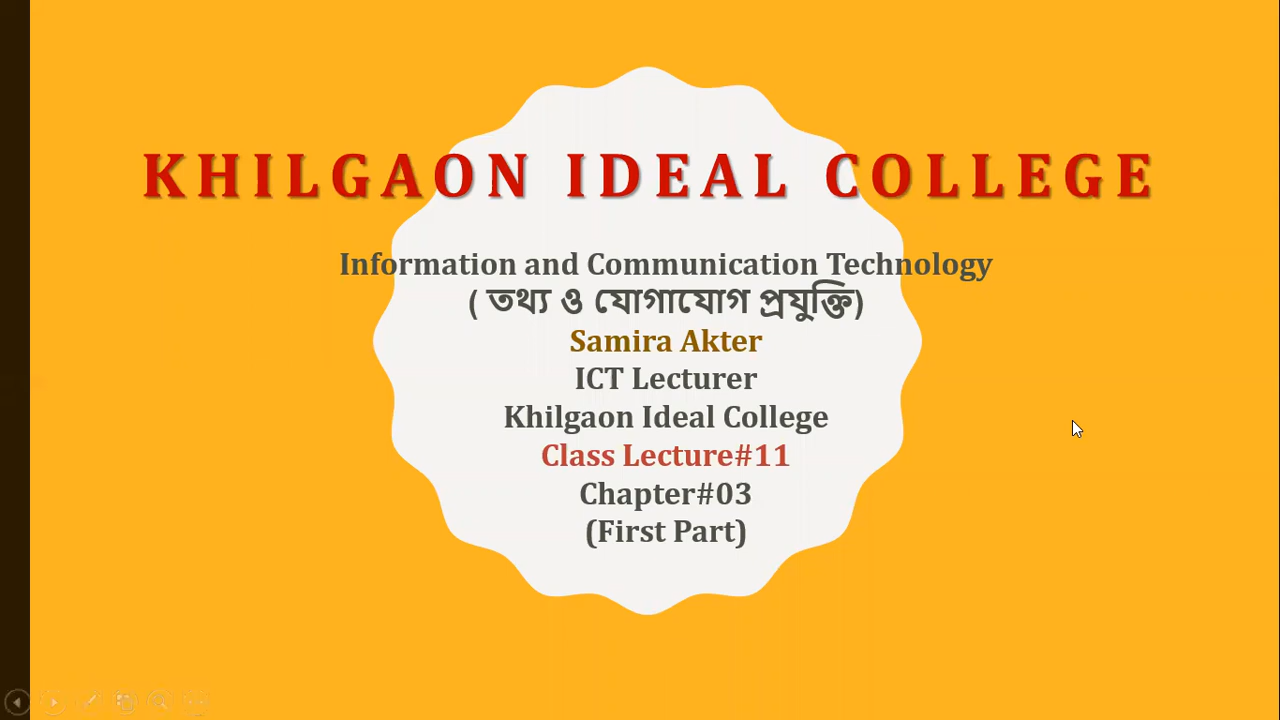 KHILGAON IDEAL COLLEGE
Information and Communication Technology
( তথ্য ও যোগাযোগ প্রযুক্তি)
Samira Akter
ICT Lecturer
Khilgaon Ideal College
Class Lecture#11
Chapter#03
(First Part)